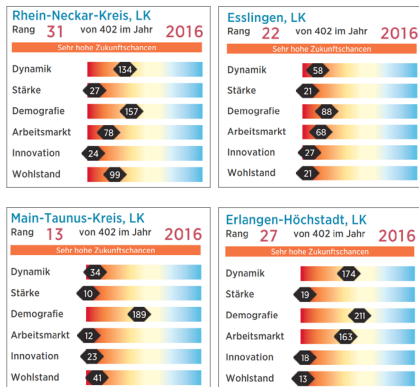 Rhein-Neckar-Kreis, LK
Rang 31 von 402 im Jahr 2016
Sehr hohe Zukunftschancen
Dynamik 134
Stärke 27
Demografie 157
Arbeitsmarkt 78
Innovation 24
Wohlstand 99
Esslingen, LK
Rang 22 von 402 im Jahr 2016
Sehr hohe Zukunftschancen
Dynamik 58
Stärke 21
Demografie 88
Arbeitsmarkt 68
Innovation 27
Wohlstand 21
Main-Taunus-Kreis, LK
Rang 13 von 402 im Jahr 2016
Sehr hohe Zukunftschancen
Dynamik 34
Stärke 10
Demografie 189
Arbeitsmarkt 12
Innovation 23
Wohlstand 41
Erlangen-Höchstadt, LK
Rang 27 von 402 im Jahr 2016
Sehr hohe Zukunftschancen
Dynamik 174
Stärke 19
Demografie 211
Arbeitsmarkt 163
Innovation 18
Wohlstand 13